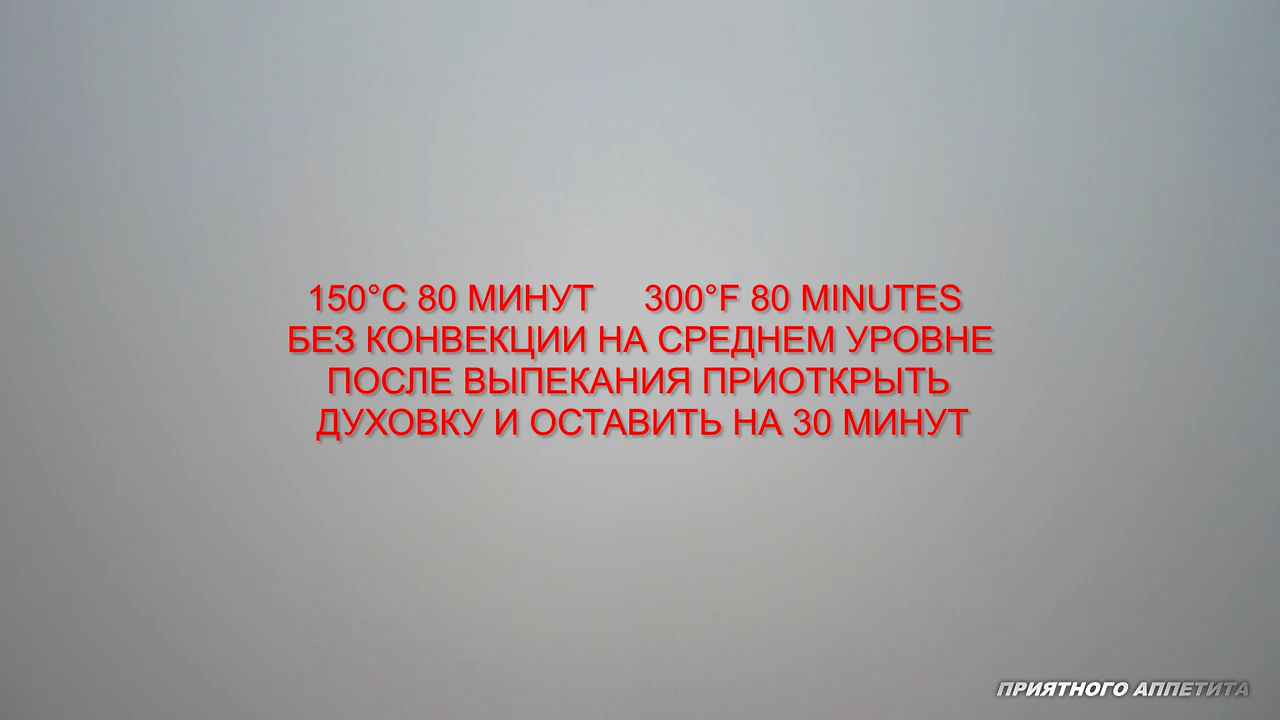 150°C 80 МИНУТ 300°F 80 MINUTES
БЕЗ КОНВЕКЦИИ НА СРЕДНЕМ УРОВНЕ
ПОСЛЕ ВЫПЕКАНИЯ ПРИОТКРЫТЬ
ДУХОВКУ И ОСТАВИТЬ НА 30 МИНУТ
ПРИЯТНОГО АППЕТИТА